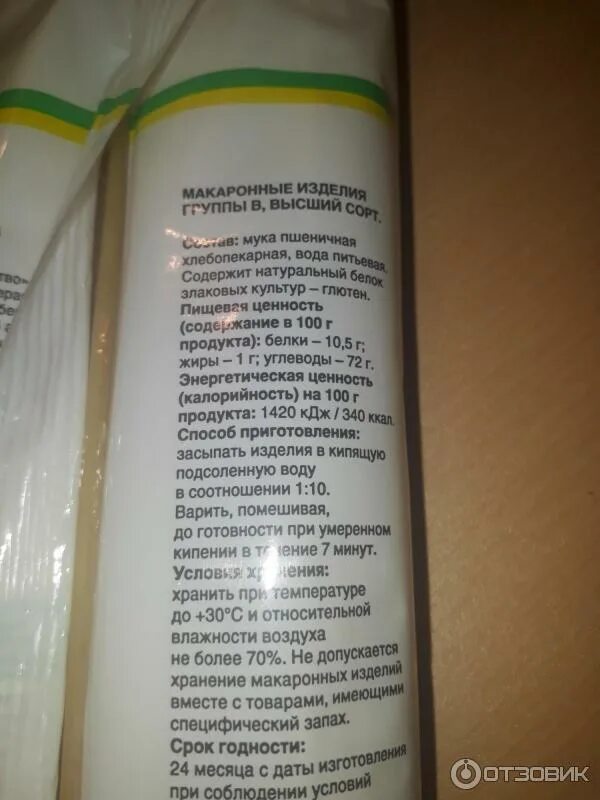 МАКАРОННЫЕ ИЗДЕЛИЯ
ГРУППЫ В, ВЫСШИЙ СОРТ.
Состав: мука пшеничная
хлебопекарная, вода питьевая.
Содержит натуральный белок
злаковых культур – глютен.
Пищевая ценность
(содержание в 100 г
продукта): белки – 10,5 г;
жиры – 1 г; углеводы – 72 г.
Энергетическая ценность
(калорийность) на 100 г
продукта: 1420 кДж / 340 ккал.
Способ приготовления:
засыпать изделия в кипящую
подсоленную воду
в соотношении 1:10.
Варить, помешивая,
до готовности при умеренном
кипении в течение 7 минут.
Условия хранения:
хранить при температуре
до +30°С и относительной
влажности воздуха
не более 70%. Не допускается
хранение макаронных изделий
вместе с товарами, имеющими
специфический запах.
Срок годности:
24 месяца с даты изготовления
при соблюдении условий
ОТЗОВИК